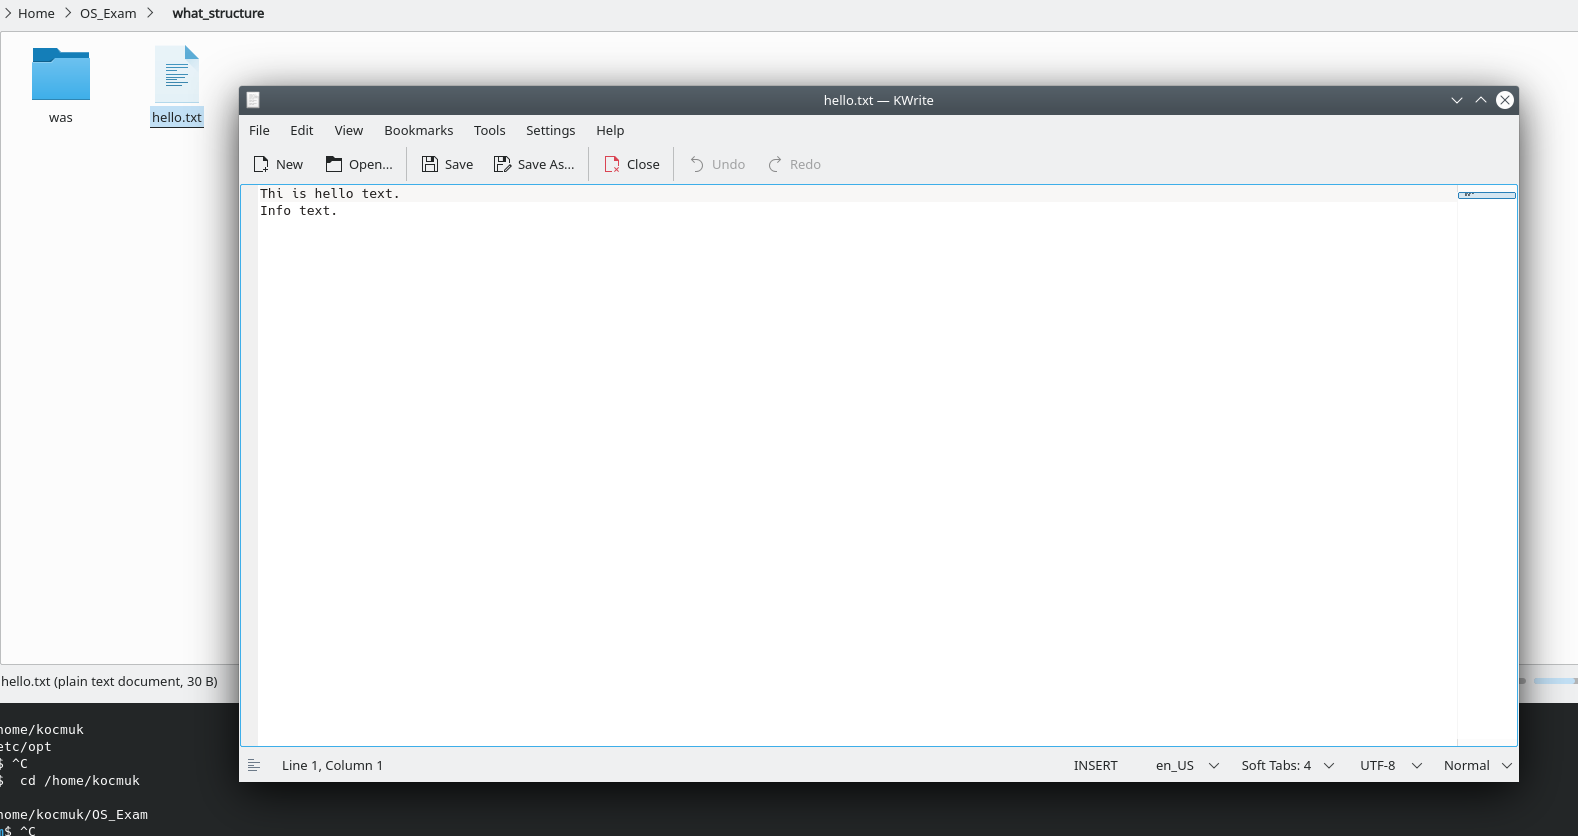 Home OS_Exam what_structure
was hello.txt
hello.txt — KWrite
File Edit View Bookmarks Tools Settings Help
New Open... Save Save As... Close Undo Redo
Thi is hello text.
Info text.
hello.txt (plain text document, 30 B)
Line 1, Column 1 INSERT en_US Soft Tabs: 4 UTF-8 Normal
home/kocmuk
etc/opt
$ ^C
$ cd /home/kocmuk
home/kocmuk/OS_Exam
$ ^C